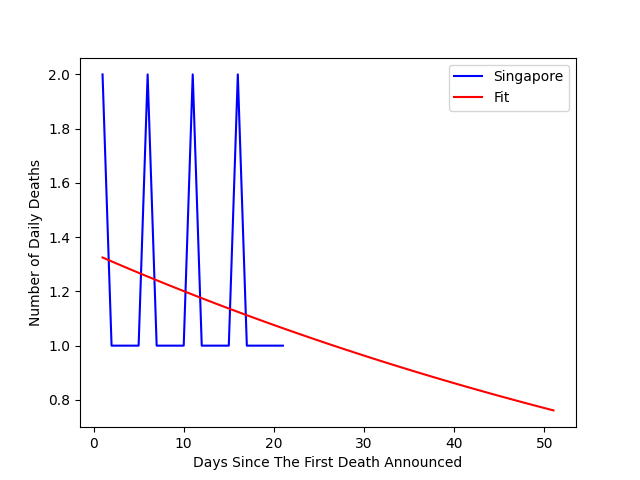 Singapore
Fit
2.0
1.8
1.6
1.4
1.2
1.0
0.8
Number of Daily Deaths
0 10 20 30 40 50
Days Since The First Death Announced